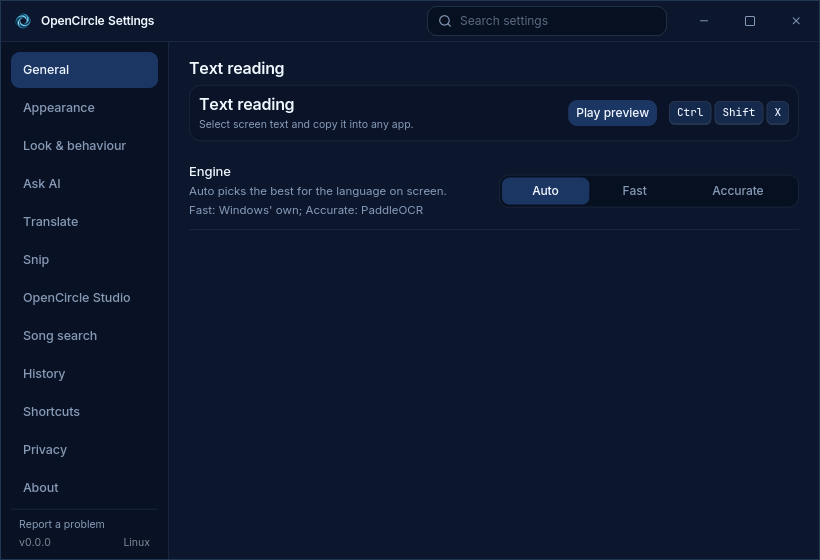 OpenCircle Settings
Search settings
General
Appearance
Look & behaviour
Ask AI
Translate
Snip
OpenCircle Studio
Song search
History
Shortcuts
Privacy
About
Report a problem
v0.0.0 Linux
Text reading
Text reading
Select screen text and copy it into any app.
Play preview Ctrl Shift X
Engine
Auto picks the best for the language on screen.
Fast: Windows' own; Accurate: PaddleOCR
Auto Fast Accurate